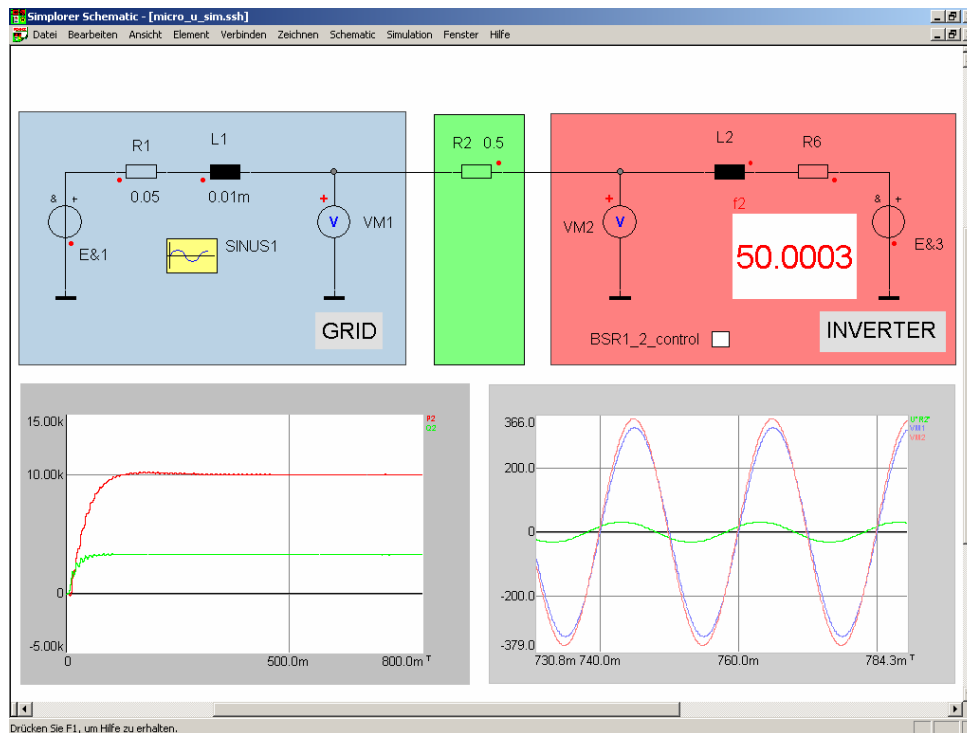 Simplorer Schematic - [micro_u_sim.ssh]
Datei Bearbeiten Ansicht Element Verbinden Zeichnen Schematic Simulation Fenster Hilfe
R1 L1 R2 0.5 L2 R6
0.05 0.01m
& + & +
E&1 SINUS1 + V VM1 VM2 + V f2 E&3
50.0003
GRID BSR1_2_control INVERTER
15.00k P2
Q2
10.00k
0
-5.00k
0 500.0m 800.0m T
366.0
VM1
VM2
200.0
0
-200.0
-379.0
730.8m 740.0m 760.0m 784.3m T
Drücken Sie F1, um Hilfe zu erhalten.